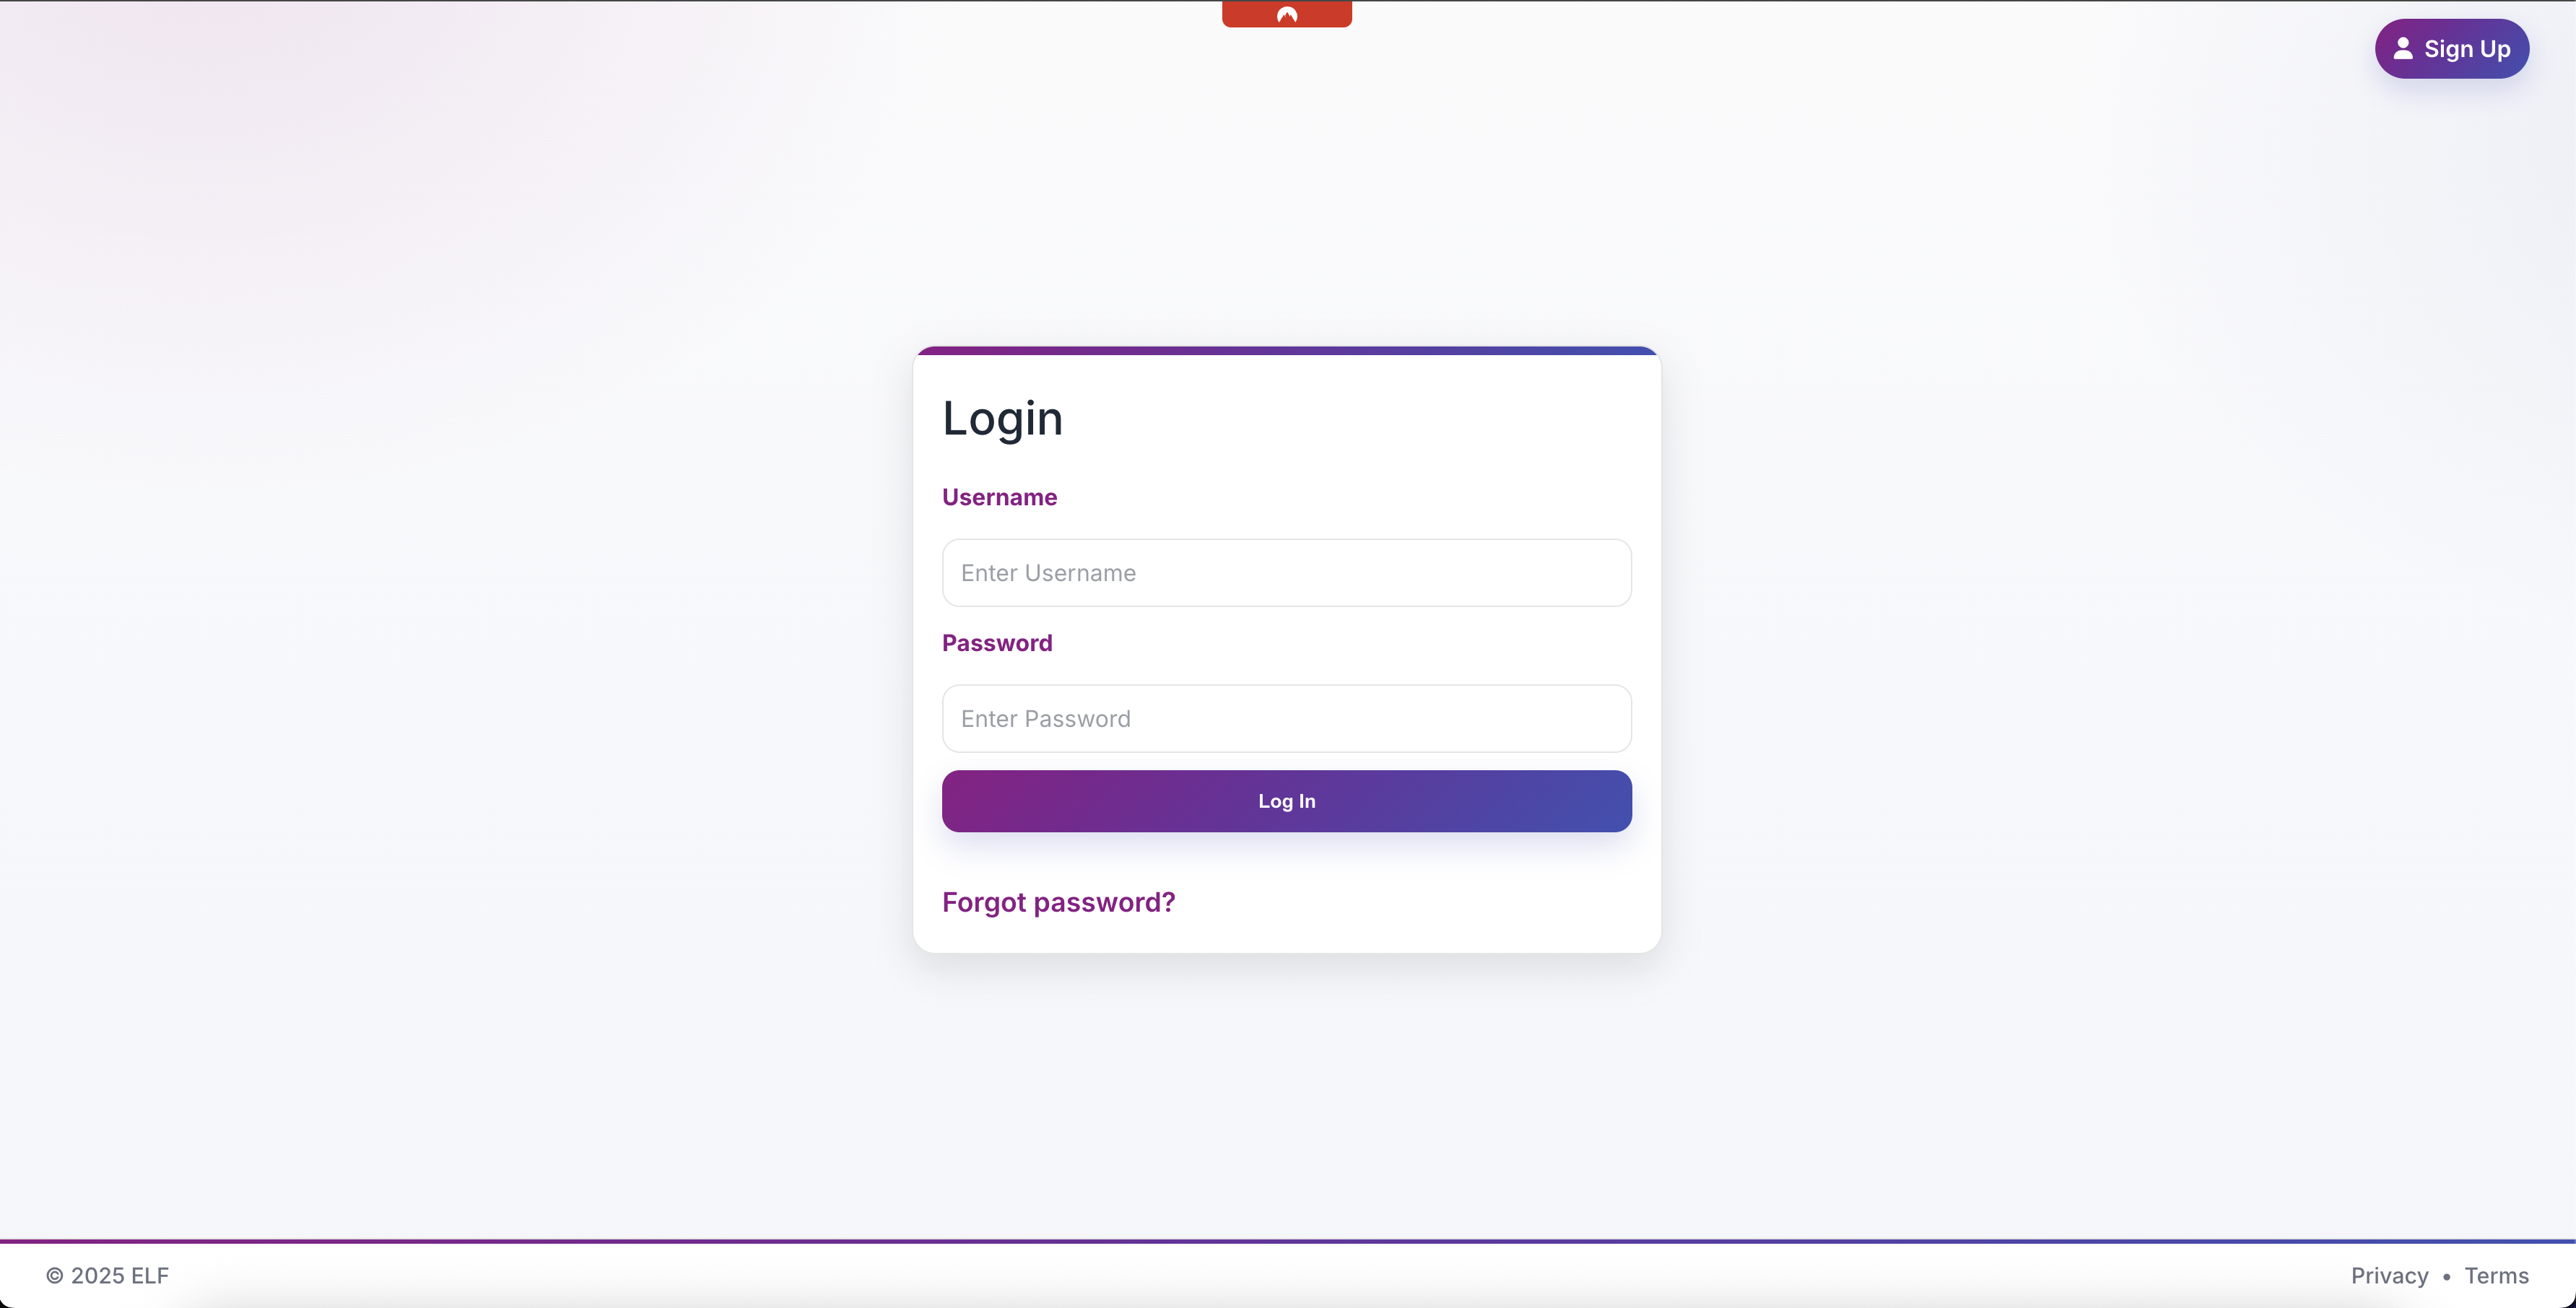 Sign Up
Login
Username
Enter Username
Password
Enter Password
Log In
Forgot password?
© 2025 ELF
Privacy • Terms